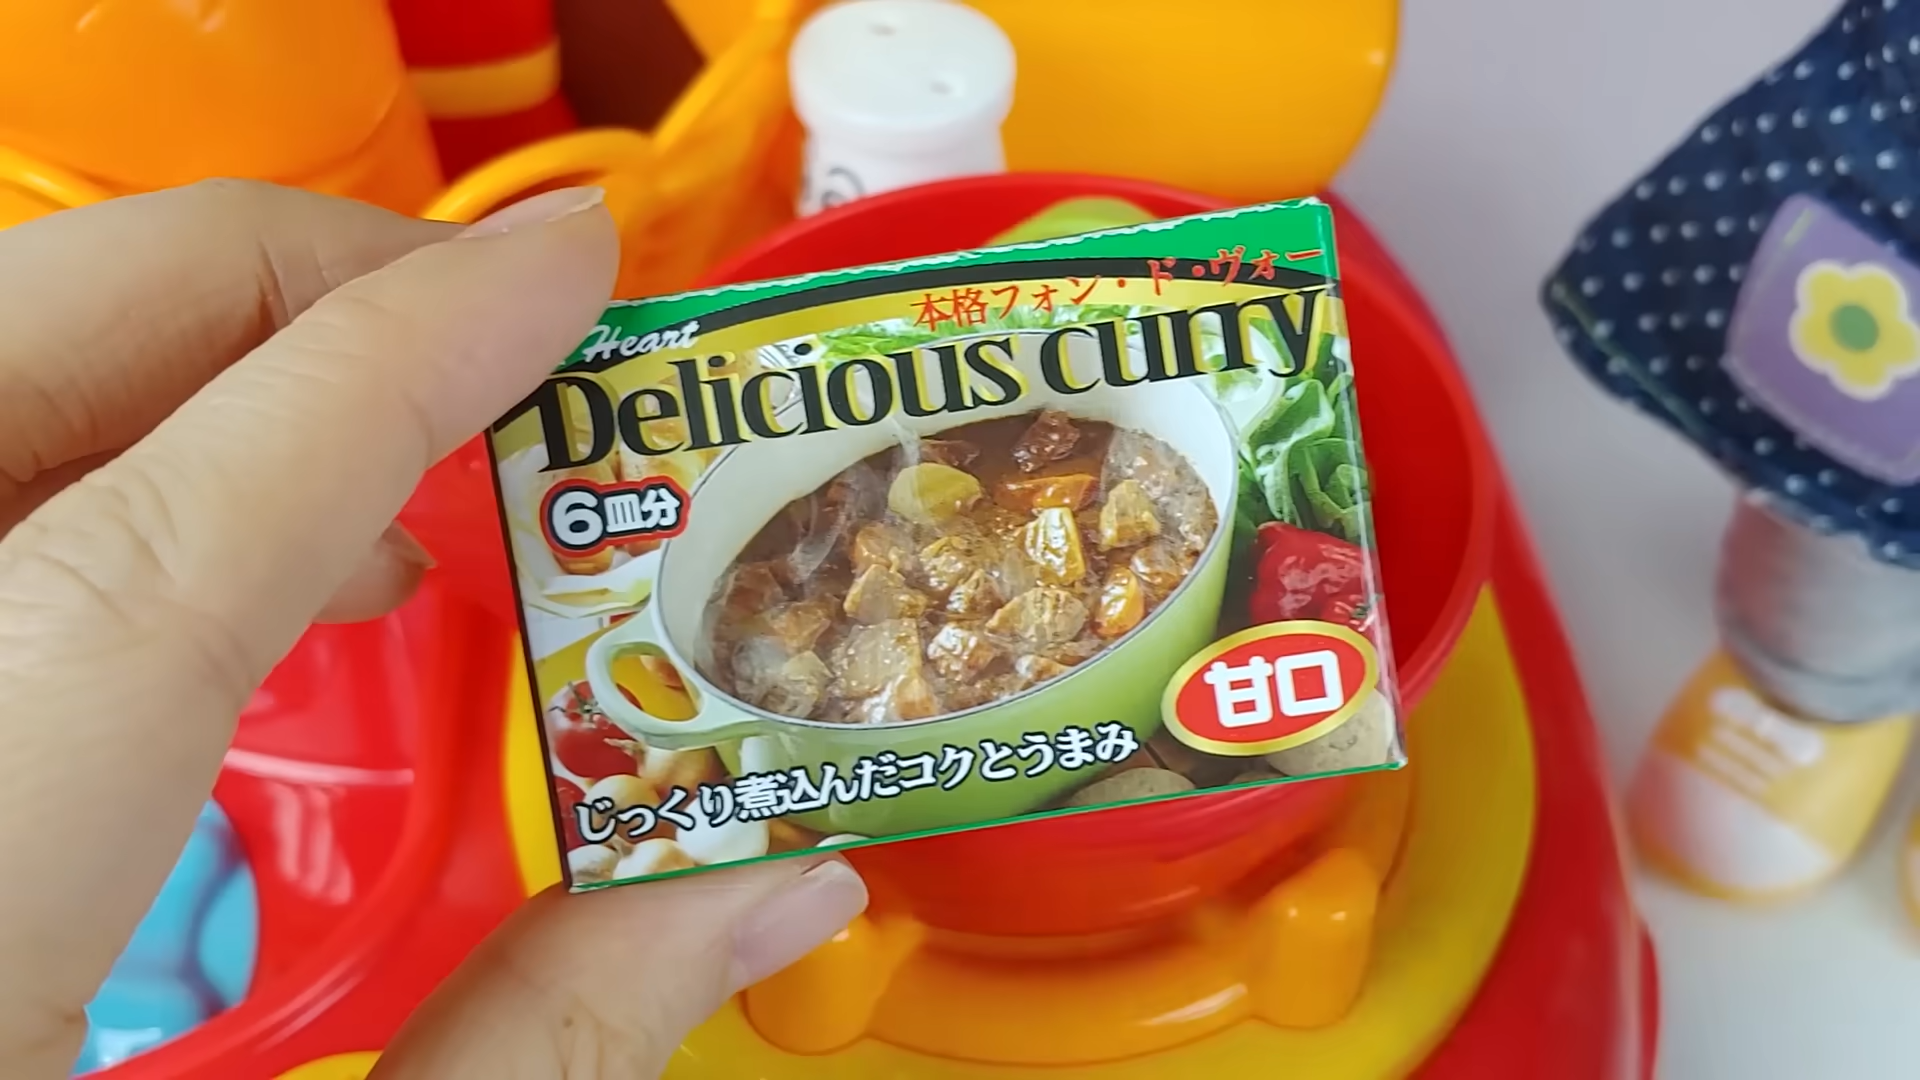 本格フォン・ド・ヴォー
Heart
Delicious curry
6皿分
甘口
じっくり煮込んだコクとうまみ